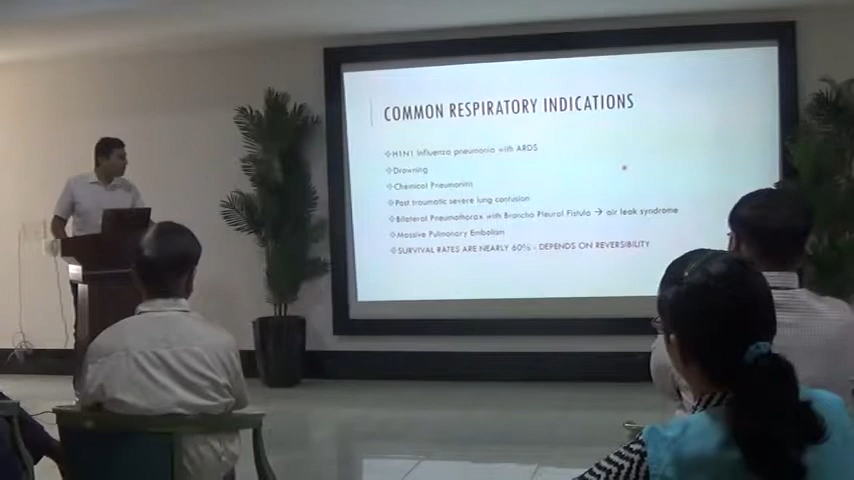 COMMON RESPIRATORY INDICATIONS
H1N1 Influenza pneumonia with ARDS
Drowning
Chemical Pneumonitis
Post traumatic severe lung contusion
Bilateral Pneumothorax with Broncho Pleural Fistula → air leak Syndrome
Massive Pulmonary Embolism
SURVIVAL RATES ARE NEARLY 60% - DEPENDS ON REVERSIBILITY